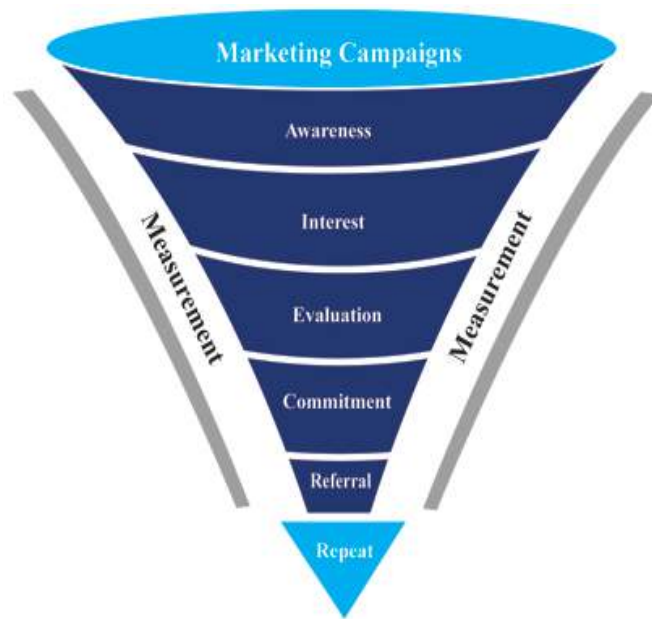 Marketing Campaigns
Awareness
Interest
Measurement
Measurement
Evaluation
Commitment
Referral
Repeat